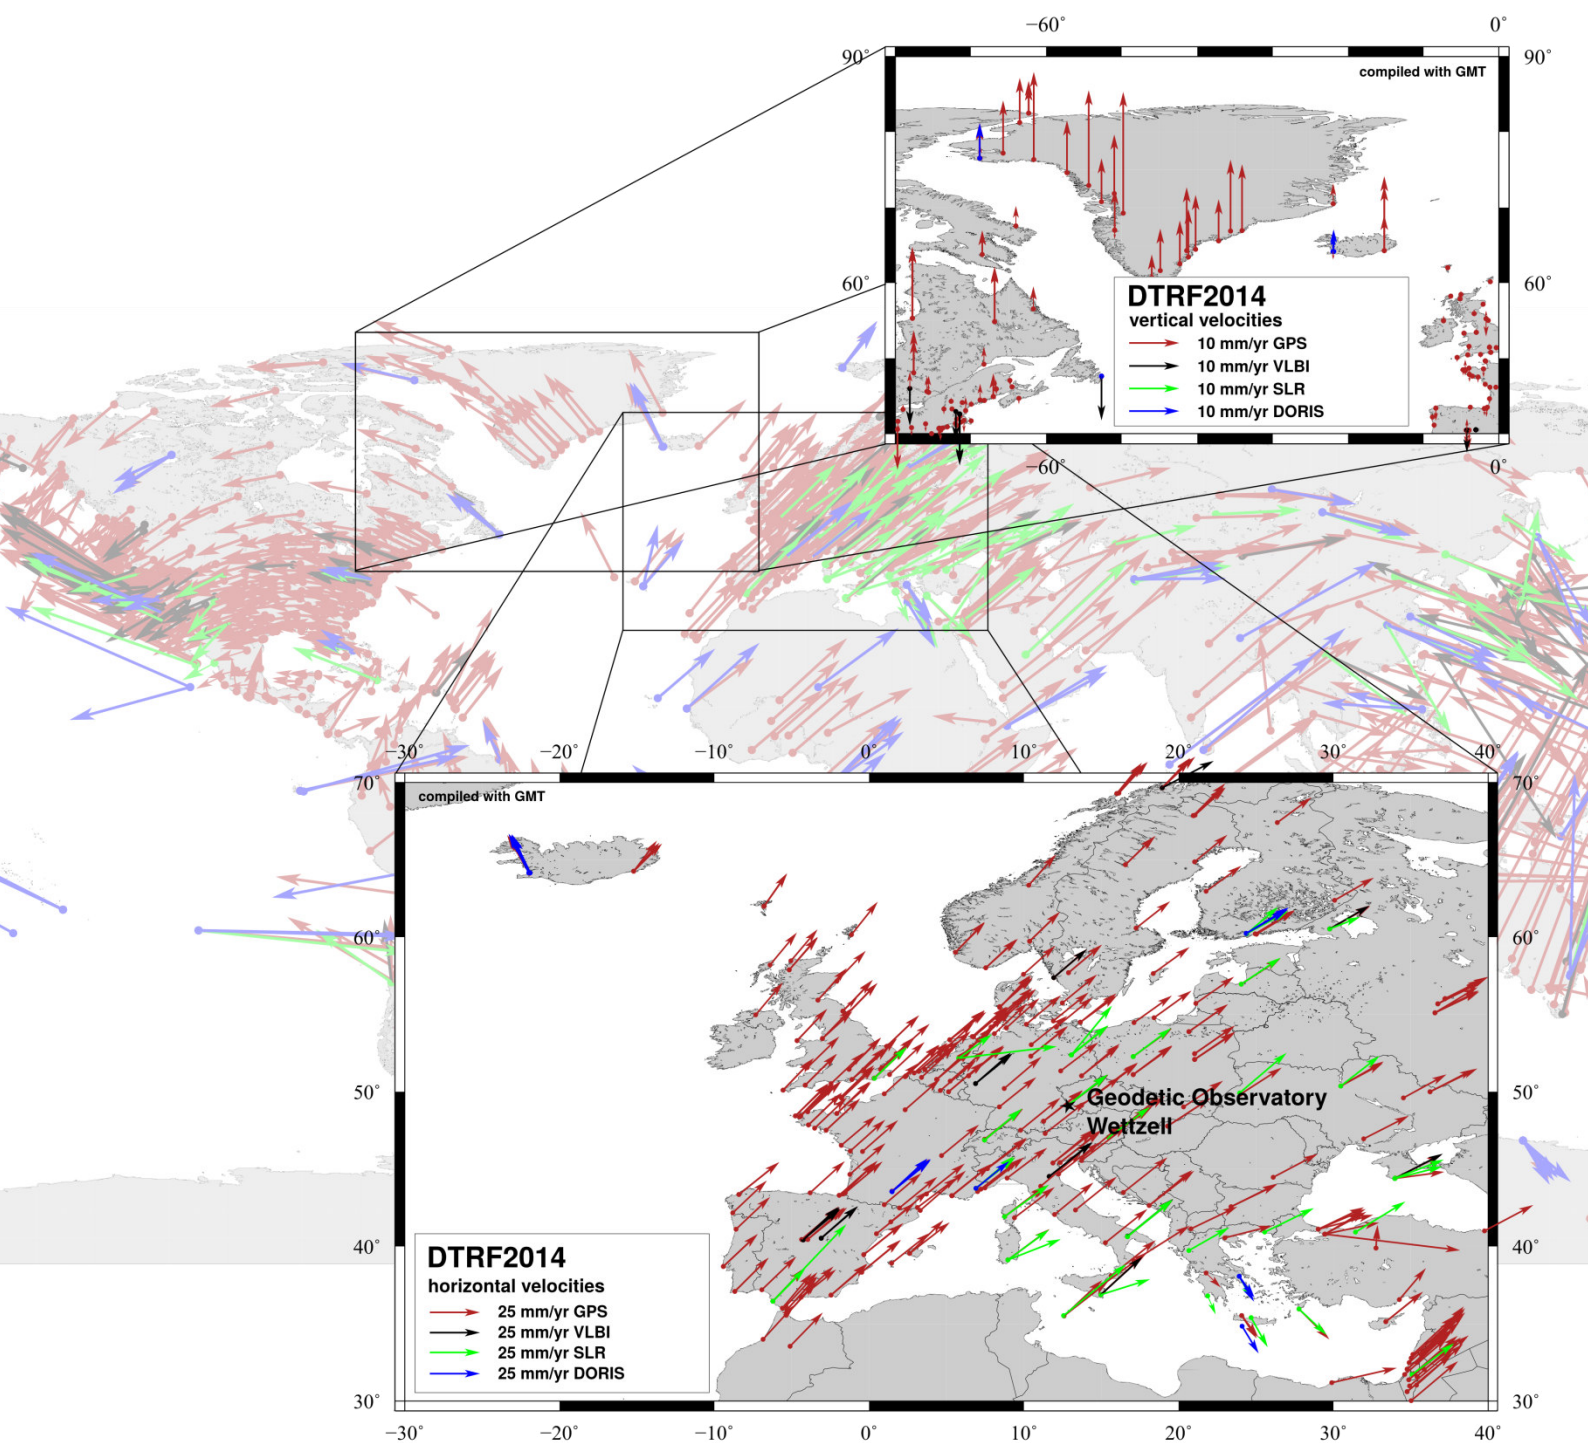 −60° 0°
90° 90°
compiled with GMT
60° 60°
DTRF2014
vertical velocities
10 mm/yr GPS
10 mm/yr VLBI
10 mm/yr SLR
10 mm/yr DORIS
−60° 0°
−30° −20° −10° 0° 10° 20° 30° 40°
70° 70°
compiled with GMT
60° 60°
50° 50°
Geodetic Observatory
Wettzell
40° 40°
DTRF2014
horizontal velocities
25 mm/yr GPS
25 mm/yr VLBI
25 mm/yr SLR
25 mm/yr DORIS
30° 30°
−30° −20° −10° 0° 10° 20° 30° 40°